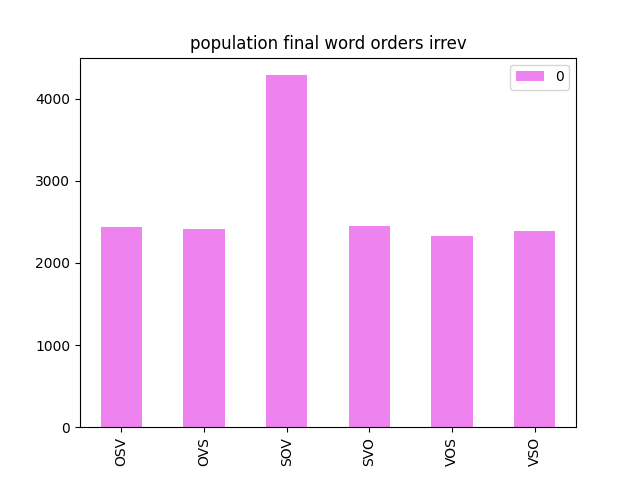 population final word orders irrev
0
4000
3000
2000
1000
0
OSV
OVS
SOV
SVO
VOS
VSO